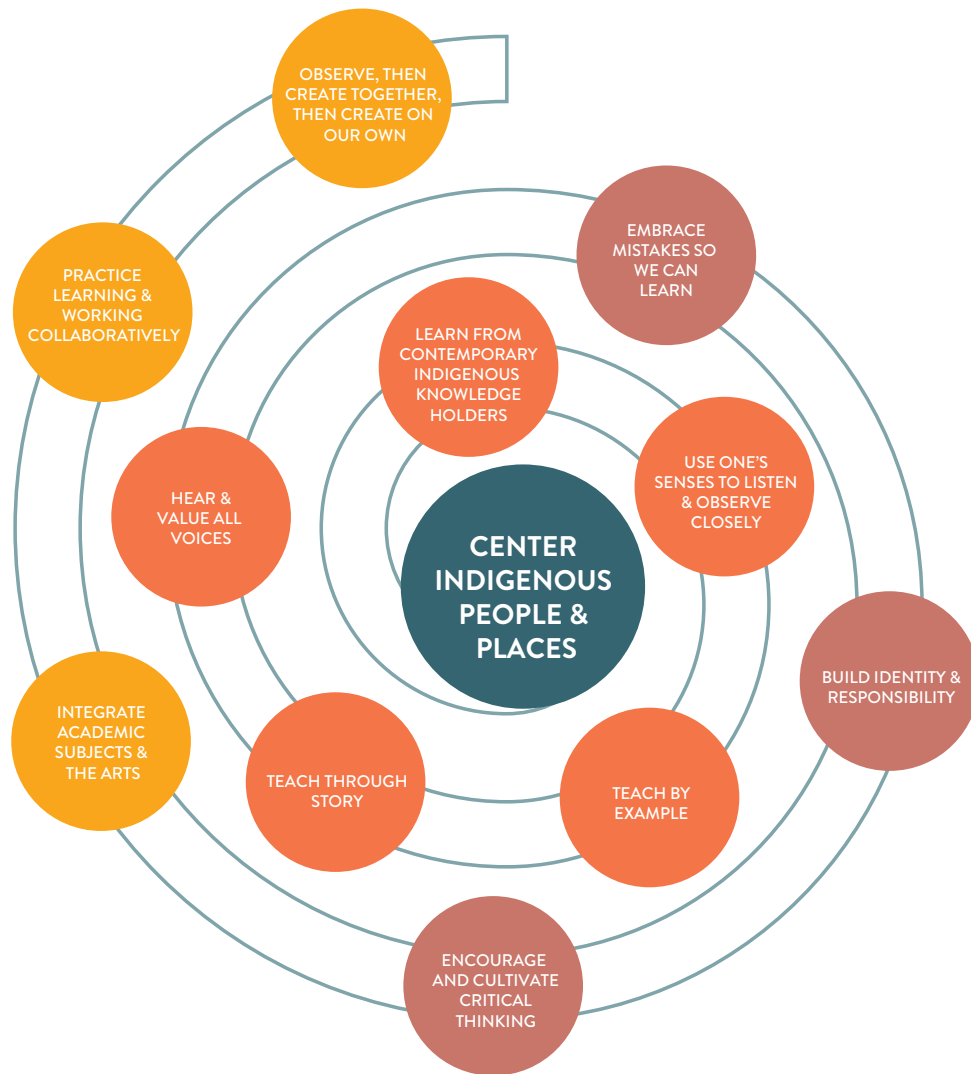 OBSERVE, THEN
CREATE TOGETHER,
THEN CREATE ON
OUR OWN
EMBRACE
MISTAKES SO
WE CAN
LEARN
PRACTICE
LEARNING &
WORKING
COLLABORATIVELY
LEARN FROM
CONTEMPORARY
INDIGENOUS
KNOWLEDGE
HOLDERS
USE ONE'S
SENSES TO LISTEN
& OBSERVE
CLOSELY
HEAR &
VALUE ALL
VOICES
CENTER
INDIGENOUS
PEOPLE &
PLACES
BUILD IDENTITY &
RESPONSIBILITY
INTEGRATE
ACADEMIC
SUBJECTS &
THE ARTS
TEACH THROUGH
STORY
TEACH BY
EXAMPLE
ENCOURAGE
AND CULTIVATE
CRITICAL
THINKING